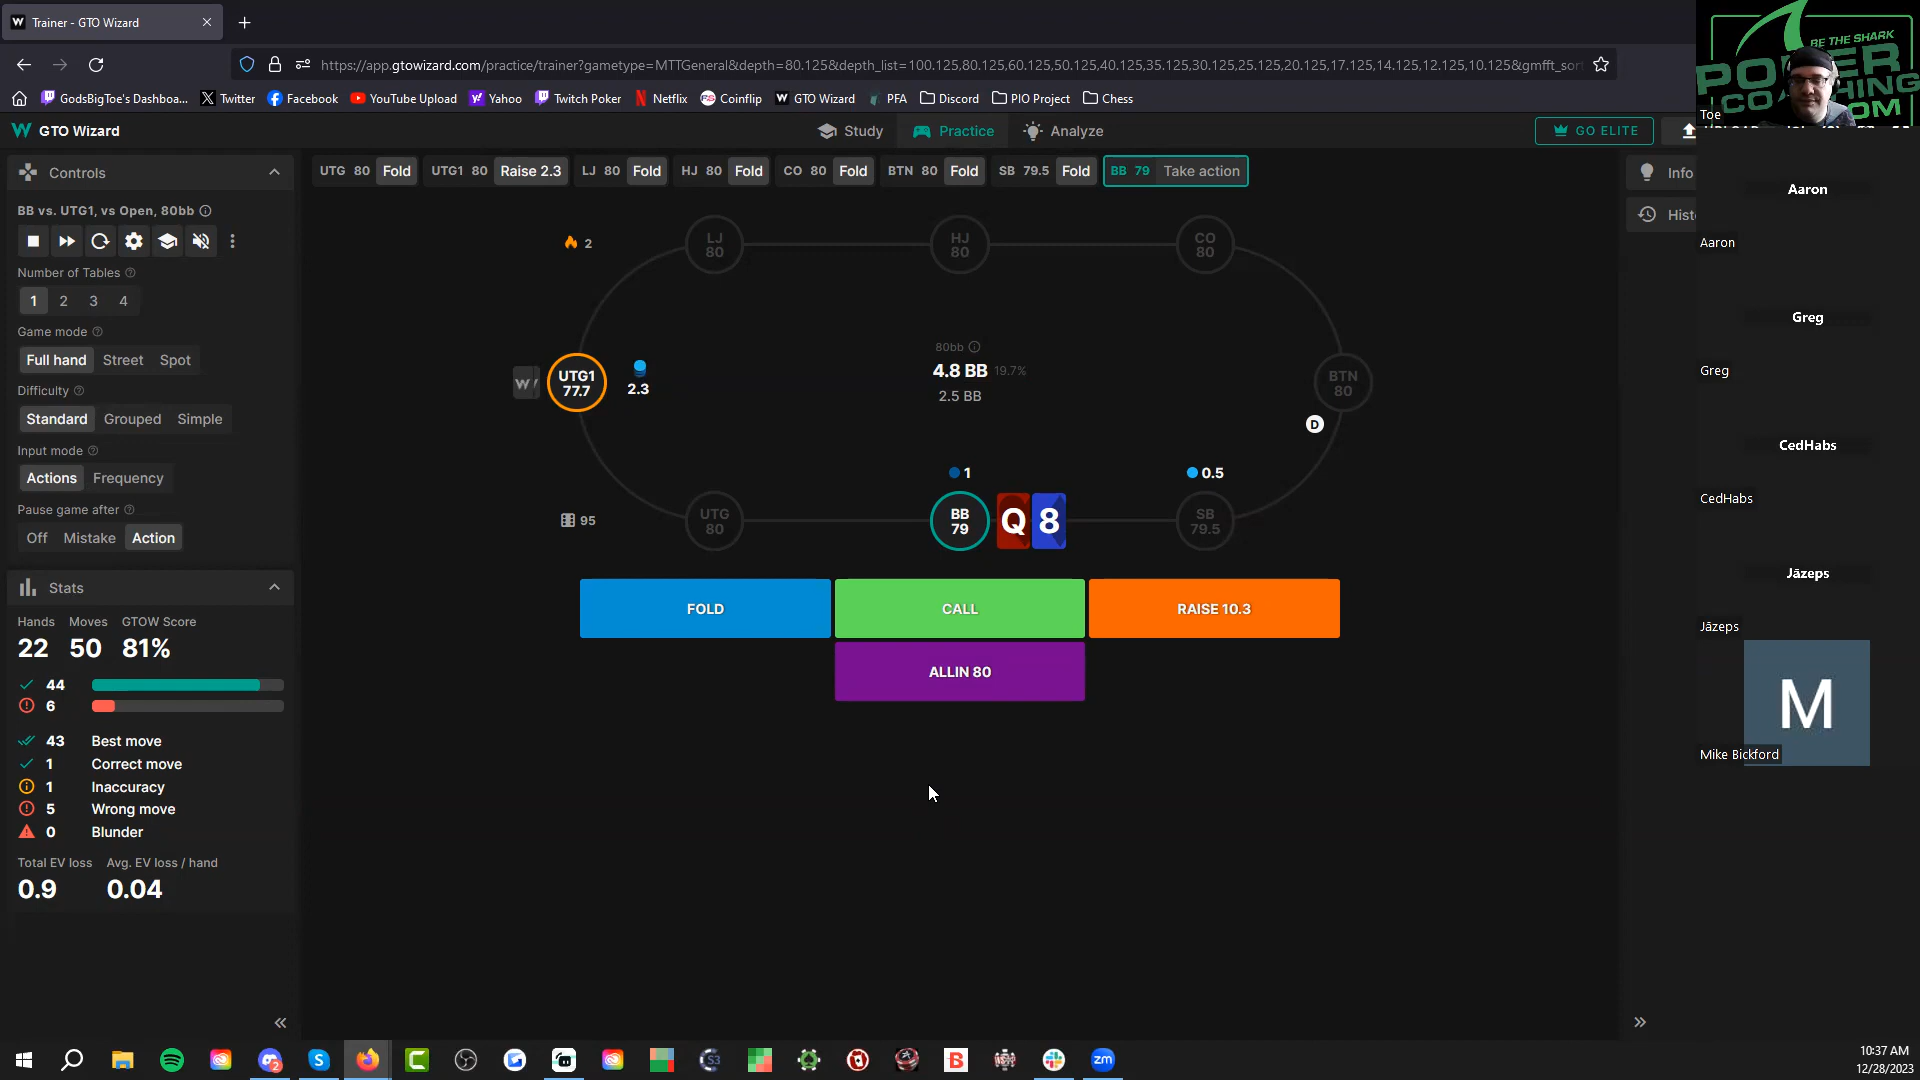 Trainer - GTO Wizard
https://app.gtowizard.com/practice/trainer?gametype=MTTGeneral&depth=80.125&depth_list=100.125,80.125,60.125,50.125,40.125,35.125,30.125,25.125,20.125,17.125,14.125,12.125,10.125&gmfft_sor
GodsBigToe's Dashboa... Twitter Facebook YouTube Upload Yahoo Twitch Poker Netflix Coinflip GTO Wizard PFA Discord PIO Project Chess
GTO Wizard Study Practice Analyze GO ELITE
Controls
UTG 80 Fold UTG1 80 Raise 2.3 LJ 80 Fold HJ 80 Fold CO 80 Fold BTN 80 Fold SB 79.5 Fold BB 79 Take action
Info
BB vs. UTG1, vs Open, 80bb
Hist
Number of Tables
1 2 3 4
Game mode
Full hand Street Spot
Difficulty
Standard Grouped Simple
Input mode
Actions Frequency
Pause game after
Off Mistake Action
Stats
Hands Moves GTOW Score
22 50 81%
44
6
43 Best move
1 Correct move
1 Inaccuracy
5 Wrong move
0 Blunder
Total EV loss Avg. EV loss / hand
0.9 0.04
2
LJ
80
HJ
80
CO
80
UTG1
77.7
2.3
80bb
4.8 BB 19.7%
2.5 BB
BTN
80
D
1
0.5
95
UTG
80
BB
79
Q 8
SB
79.5
FOLD CALL RAISE 10.3
ALLIN 80
BE THE SHARK
POKER
COACHING
.COM
Toe
Aaron
Aaron
Greg
Greg
CedHabs
CedHabs
Jāzeps
Jāzeps
M
Mike Bickford
10:37 AM
12/28/2023